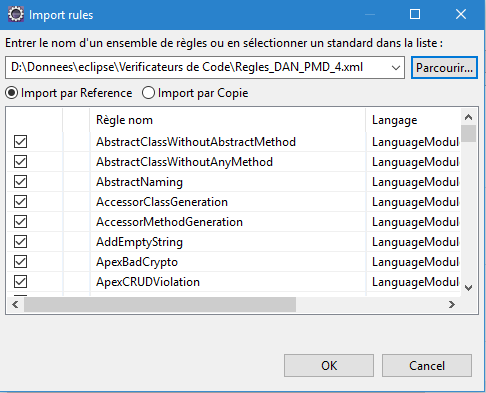 Import rules
Entrer le nom d'un ensemble de règles ou en sélectionner un standard dans la liste :
D:\Donnees\eclipse\Verificateurs de Code\Regles_DAN_PMD_4.xml Parcourir...
Import par Reference Import par Copie
Règle nom Langage
AbstractClassWithoutAbstractMethod LanguageModul
AbstractClassWithoutAnyMethod LanguageModul
AbstractNaming LanguageModul
AccessorClassGeneration LanguageModul
AccessorMethodGeneration LanguageModul
AddEmptyString LanguageModul
ApexBadCrypto LanguageModul
ApexCRUDViolation LanguageModul
OK Cancel